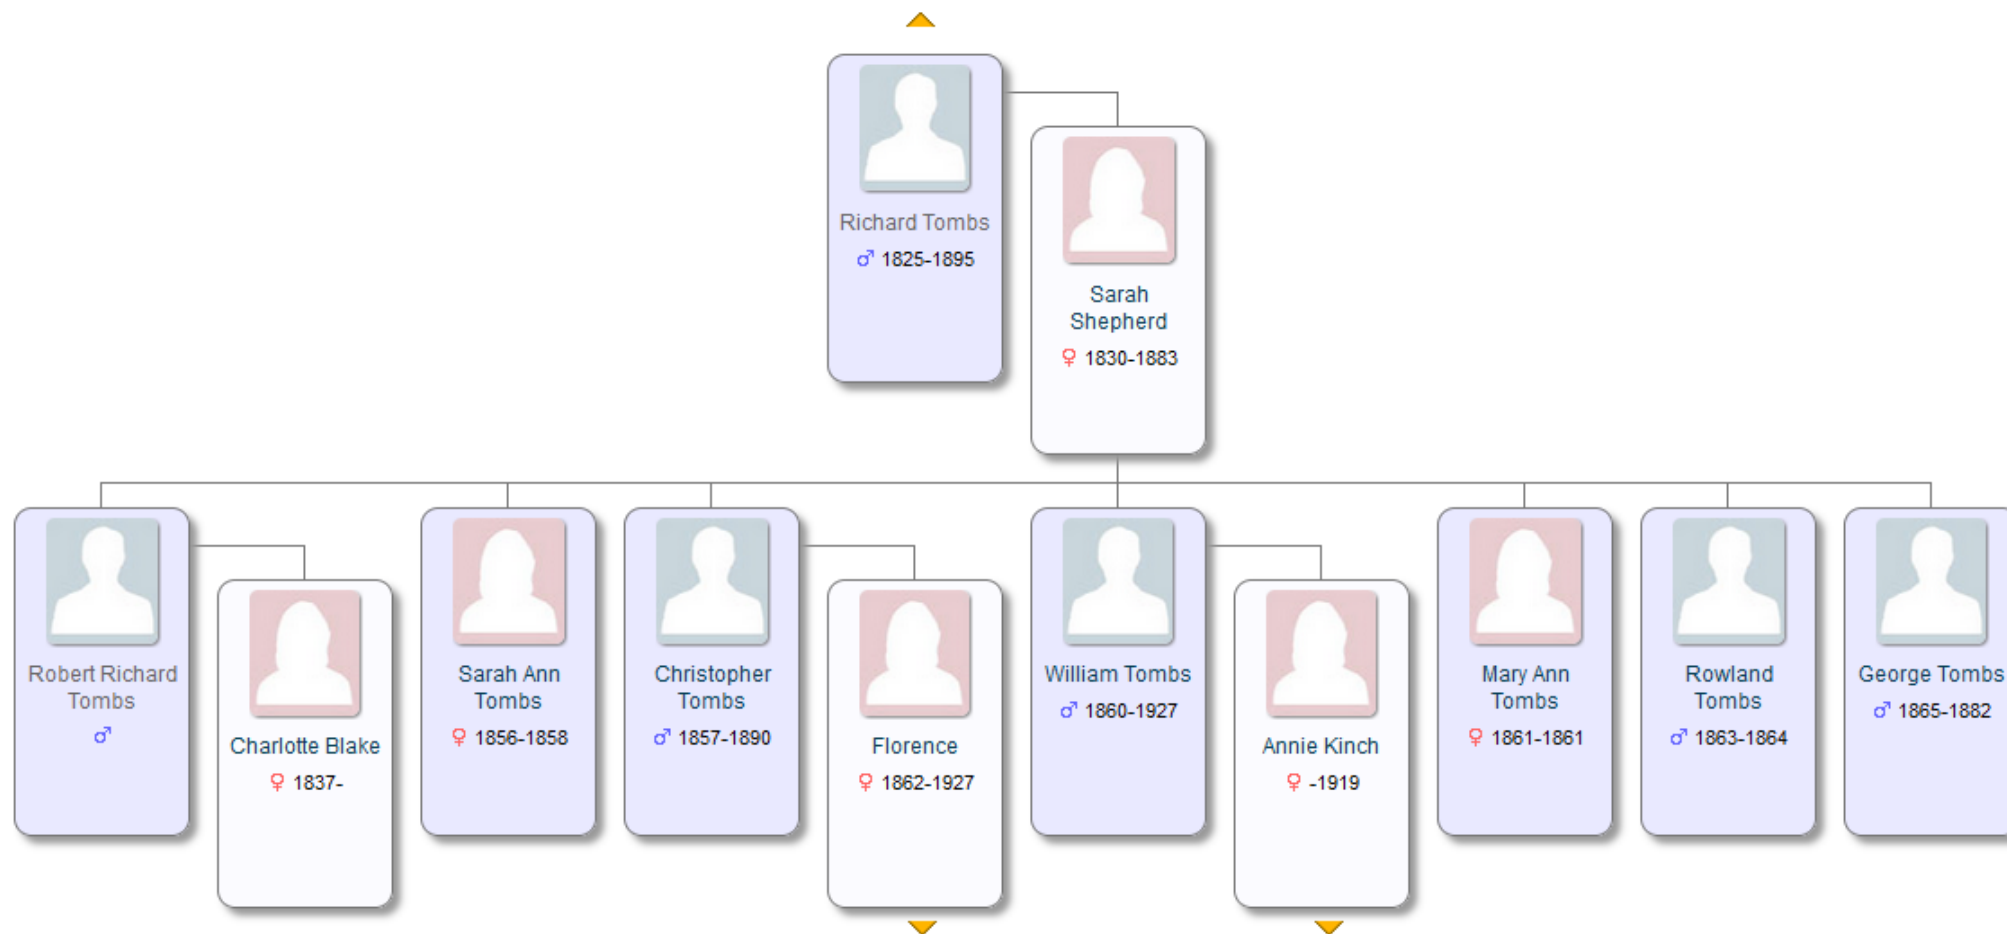 Richard Tombs
♂ 1825-1895
Sarah
Shepherd
♀ 1830-1883
Robert Richard
Tombs
♂
Charlotte Blake
♀ 1837-
Sarah Ann
Tombs
♀ 1856-1858
Christopher
Tombs
♂ 1857-1890
Florence
♀ 1862-1927
William Tombs
♂ 1860-1927
Annie Kinch
♀ -1919
Mary Ann
Tombs
♀ 1861-1861
Rowland
Tombs
♂ 1863-1864
George Tombs
♂ 1865-1882